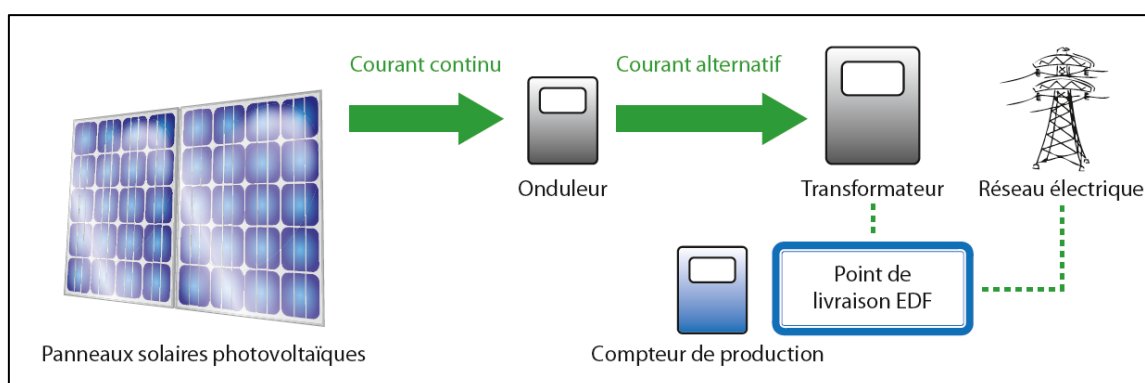 Courant continu
Courant alternatif
Onduleur
Transformateur
Réseau électrique
Point de
livraison EDF
Panneaux solaires photovoltaïques
Compteur de production